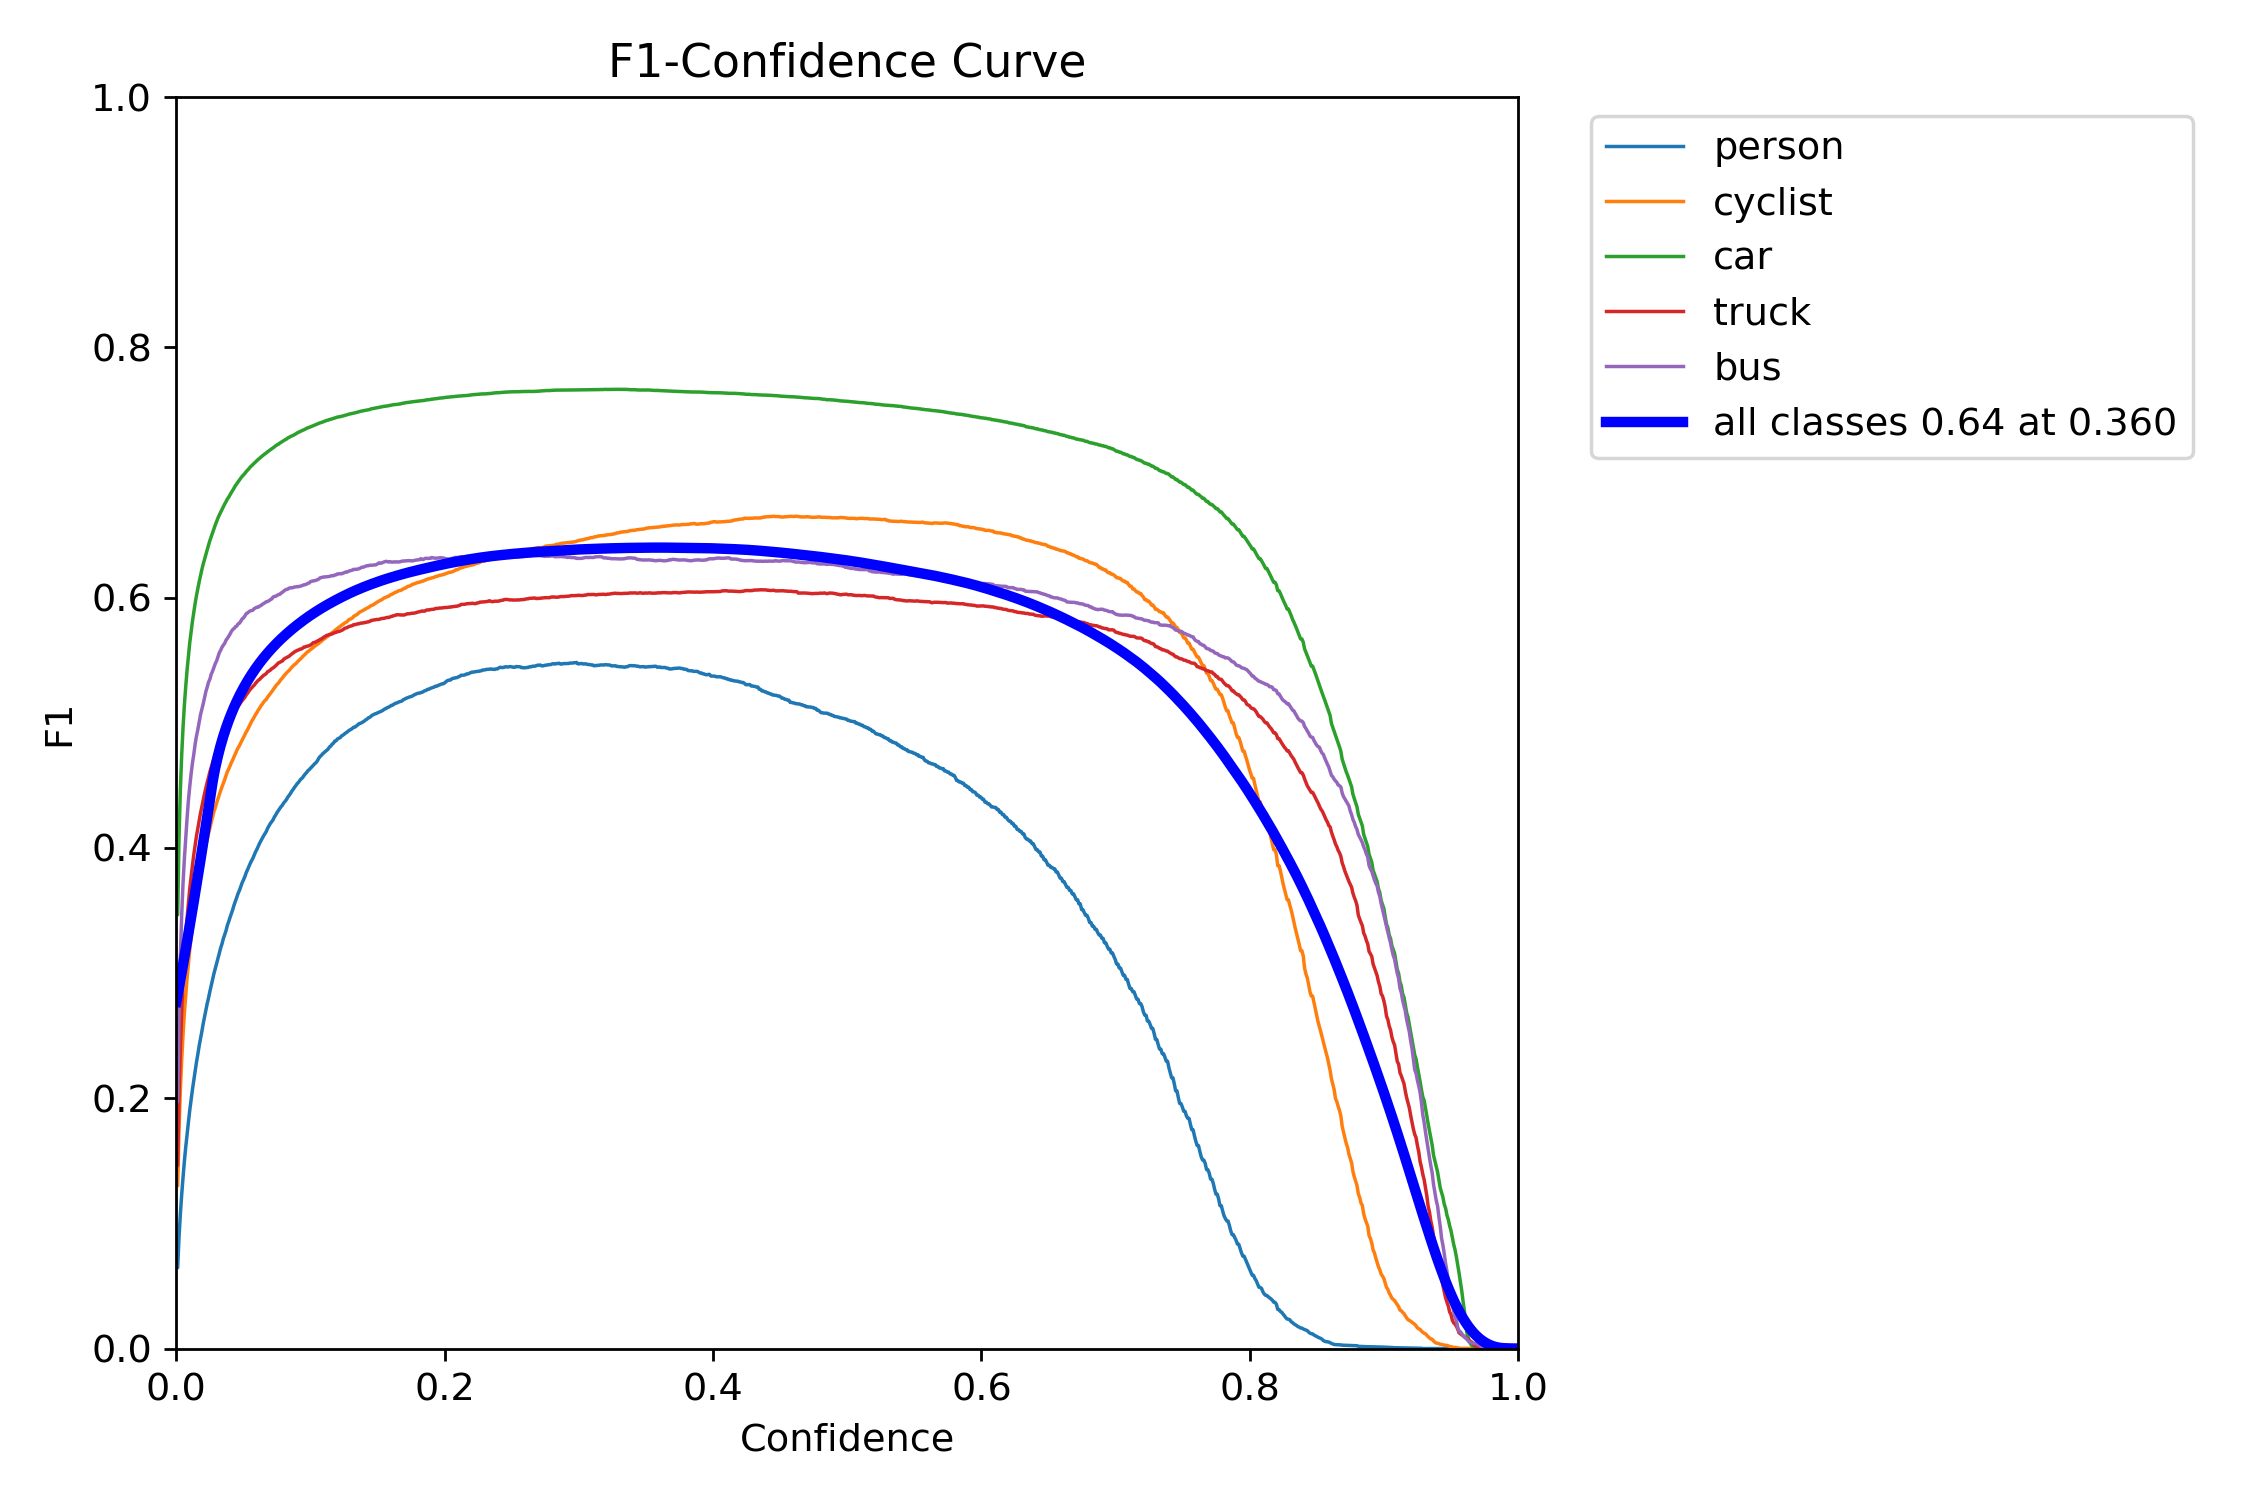 F1-Confidence Curve
1.0
0.8
0.6
0.4
0.2
0.0
F1
0.0 0.2 0.4 0.6 0.8 1.0
Confidence
person
cyclist
car
truck
bus
all classes 0.64 at 0.360